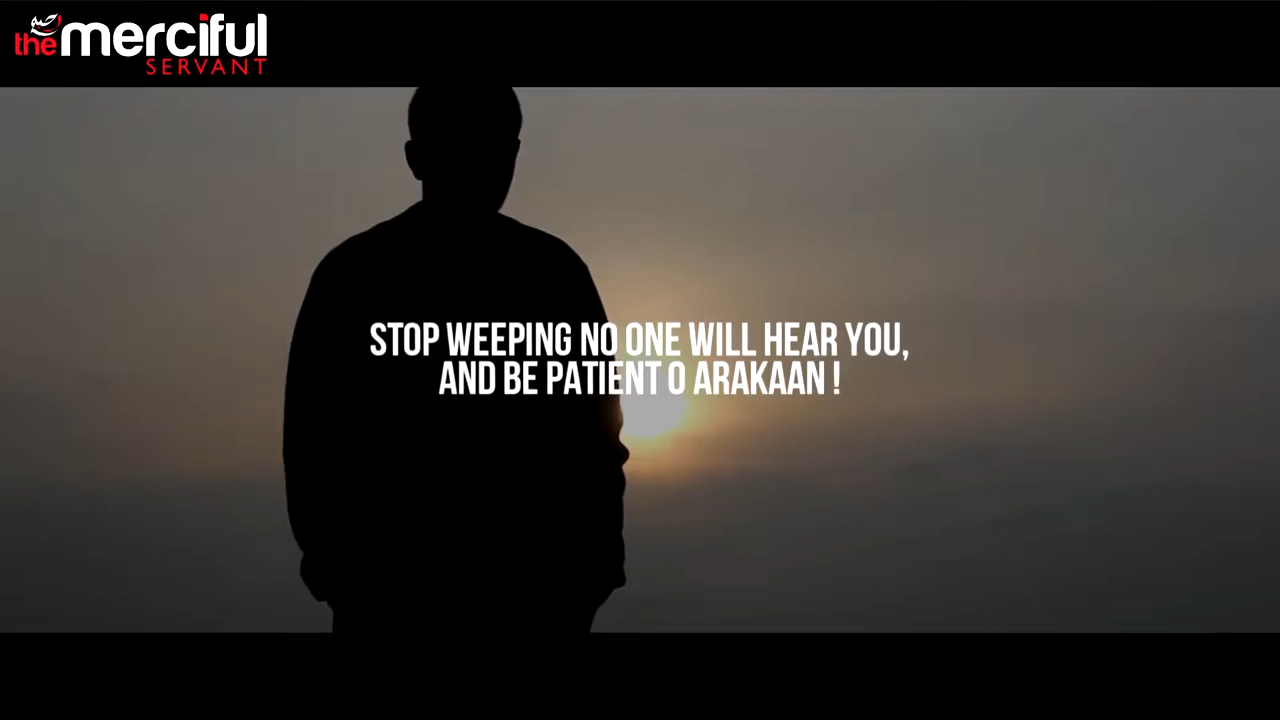 the merciful
SERVANT
STOP WEEPING NO ONE WILL HEAR YOU,
AND BE PATIENT O ARAKAAN !